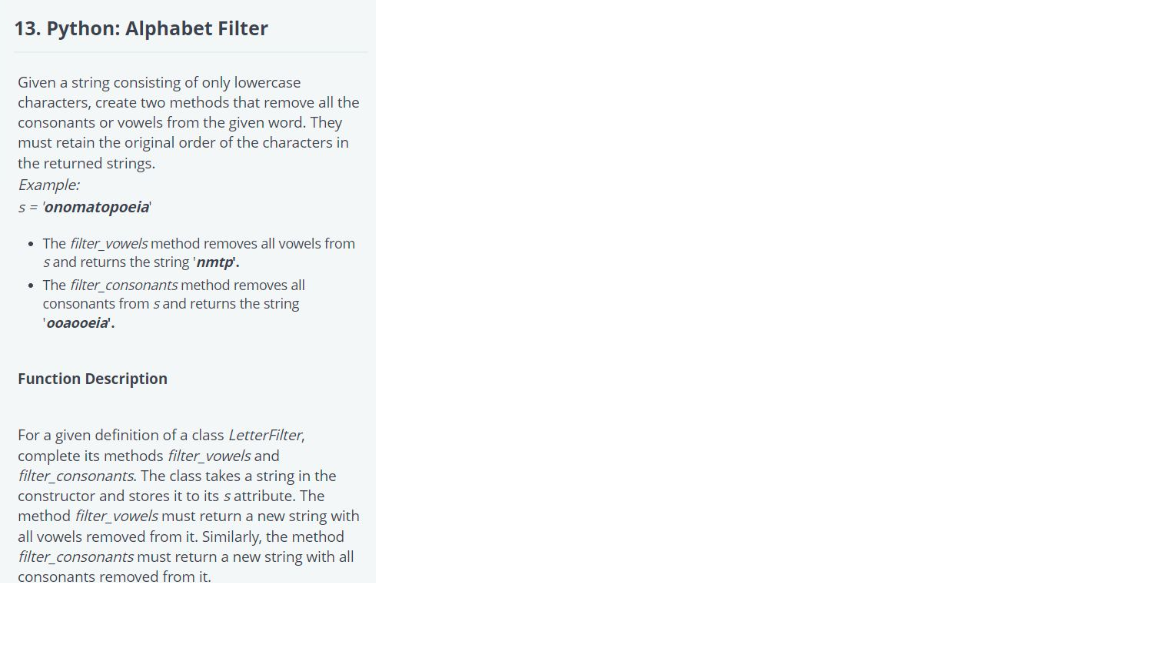 13. Python: Alphabet Filter
Given a string consisting of only lowercase
characters, create two methods that remove all the
consonants or vowels from the given word. They
must retain the original order of the characters in
the returned strings.
Example:
s = 'onomatopoeia'
• The filter_vowels method removes all vowels from
s and returns the string 'nmtp'.
• The filter_consonants method removes all
consonants from s and returns the string
'ooaooeia'.
Function Description
For a given definition of a class LetterFilter,
complete its methods filter_vowels and
filter_consonants. The class takes a string in the
constructor and stores it to its s attribute. The
method filter_vowels must return a new string with
all vowels removed from it. Similarly, the method
filter_consonants must return a new string with all
consonants removed from it.